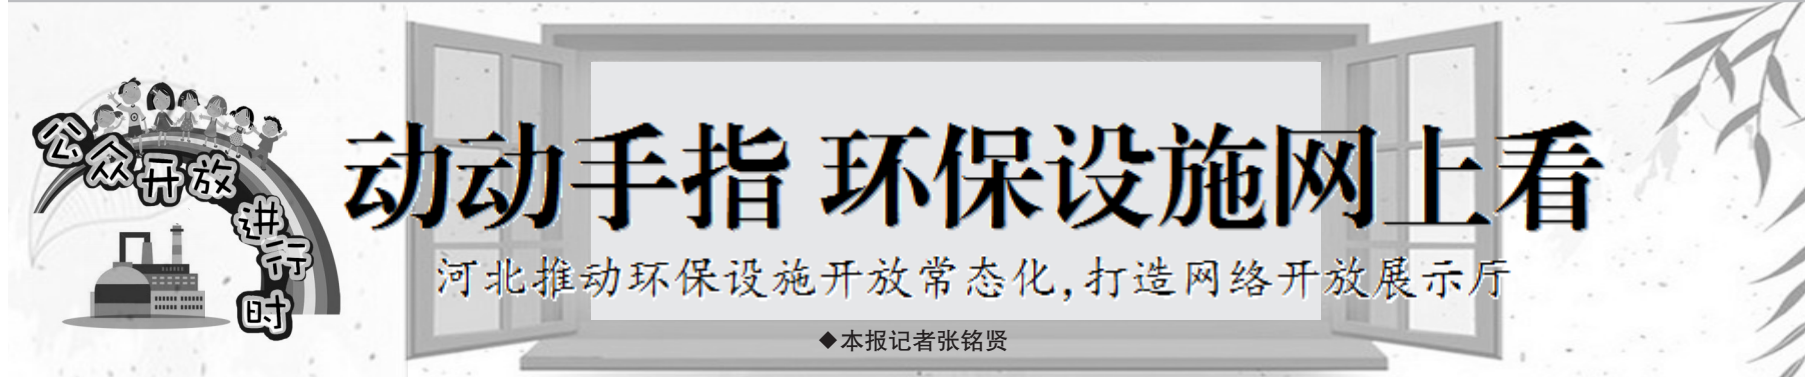 公众开放进行时
动动手指 环保设施网上看
河北推动环保设施开放常态化,打造网络开放展示厅
◆本报记者张铭贤